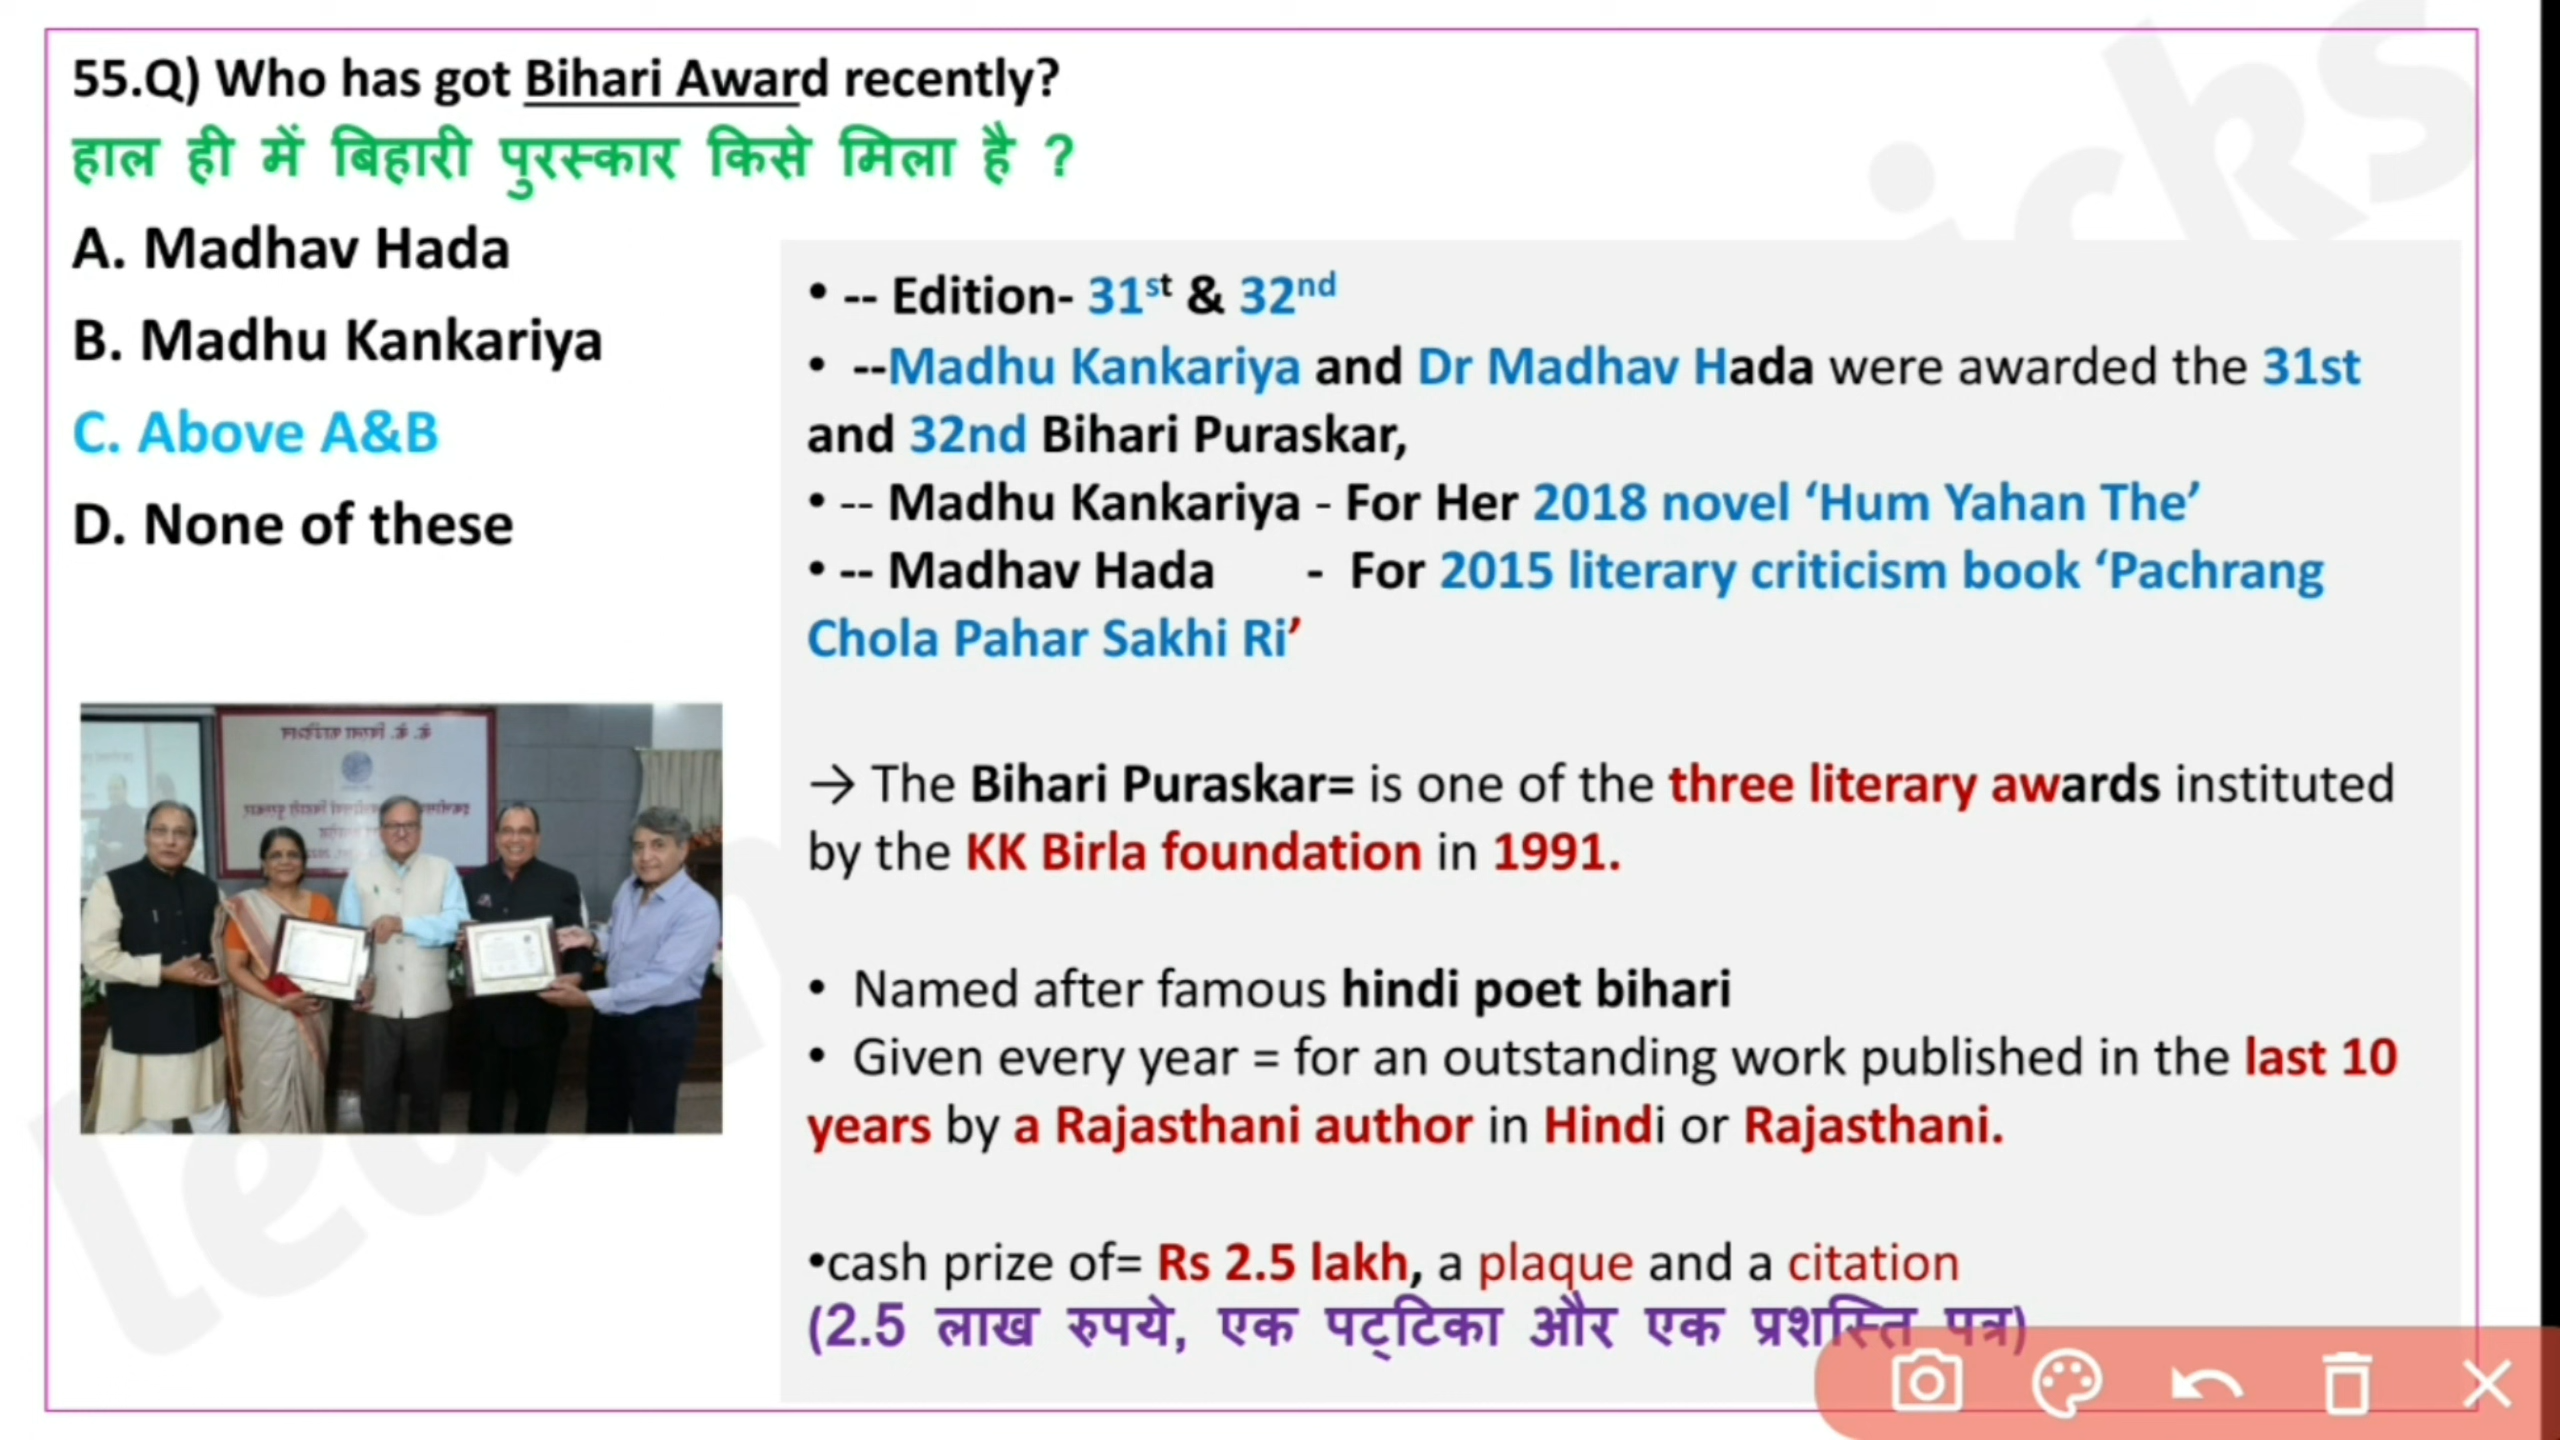 55.Q) Who has got Bihari Award recently?
हाल ही में बिहारी पुरस्कार किसे मिला है ?
A. Madhav Hada
B. Madhu Kankariya
C. Above A&B
D. None of these
• -- Edition- 31st & 32nd
• --Madhu Kankariya and Dr Madhav Hada were awarded the 31st
and 32nd Bihari Puraskar,
• -- Madhu Kankariya - For Her 2018 novel ‘Hum Yahan The’
• -- Madhav Hada - For 2015 literary criticism book ‘Pachrang
Chola Pahar Sakhi Ri’
→ The Bihari Puraskar= is one of the three literary awards instituted
by the KK Birla foundation in 1991.
• Named after famous hindi poet bihari
• Given every year = for an outstanding work published in the last 10
years by a Rajasthani author in Hindi or Rajasthani.
•cash prize of= Rs 2.5 lakh, a plaque and a citation
(2.5 लाख रुपये, एक पट्टिका और एक प्रशस्ति पत्र)
के. के. बिरला फाउंडेशन